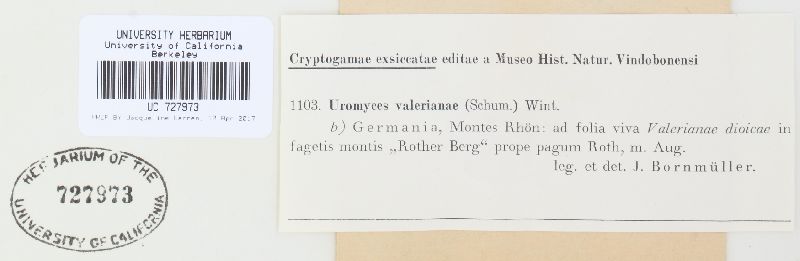 UNIVERSITY HERBARIUM
University of California
Berkeley
UC 727973
HERBARIUM OF THE
727973
UNIVERSITY OF CALIFORNIA
Cryptogamae exsiccatae editae a Museo Hist. Natur. Vindobonensi
1103. Uromyces valerianae (Schum.) Wint.
b) Germania, Montes Rhön: ad folia viva Valerianae dioicae in
fagetis montis „Rother Berg“ prope pagum Roth, m. Aug.
leg. et det. J. Bornmüller.